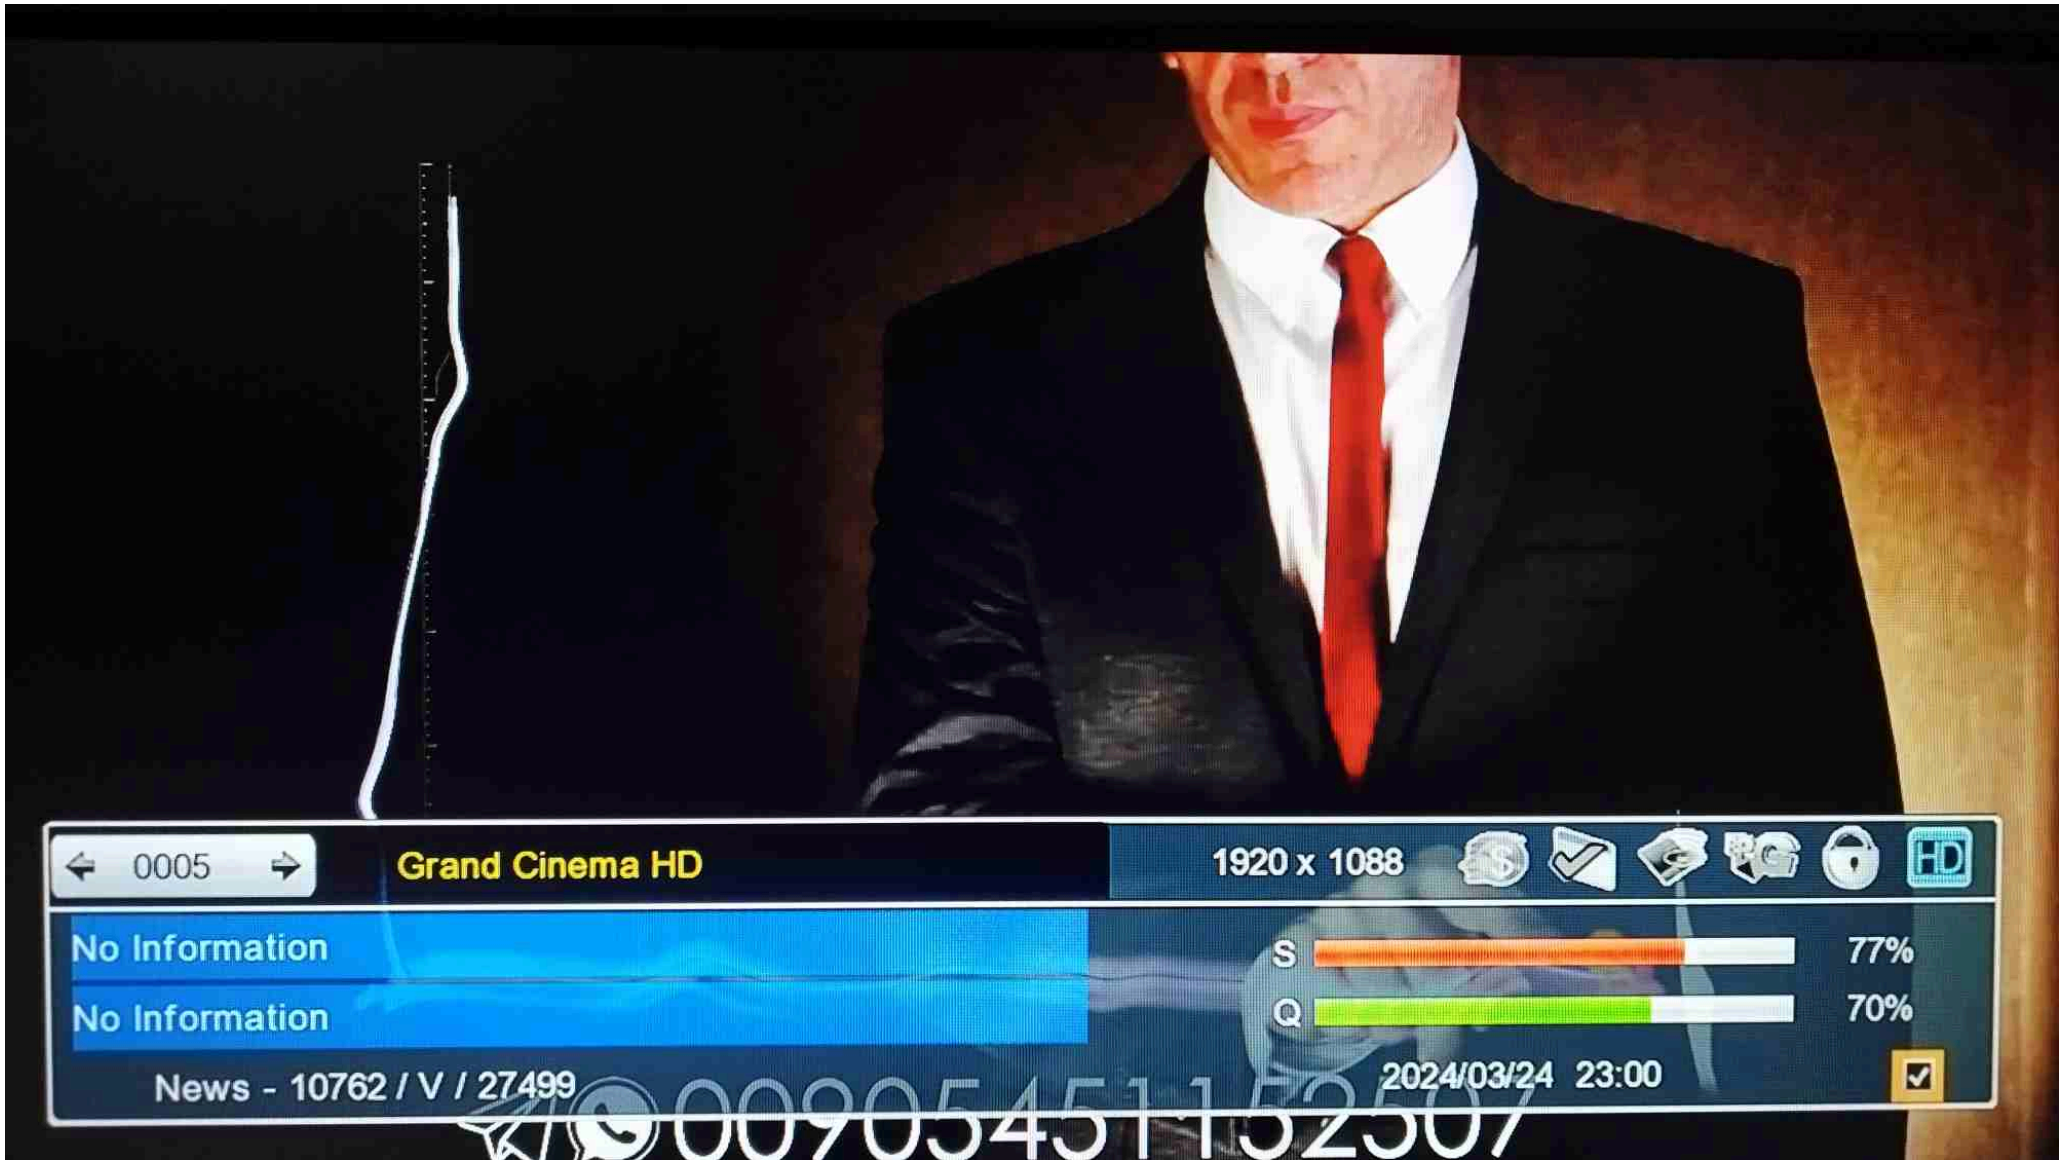 0005
Grand Cinema HD
1920 x 1088
HD
No Information
S 77%
No Information
Q 70%
News - 10762 / V / 27499
2024/03/24 23:00
00905451152507